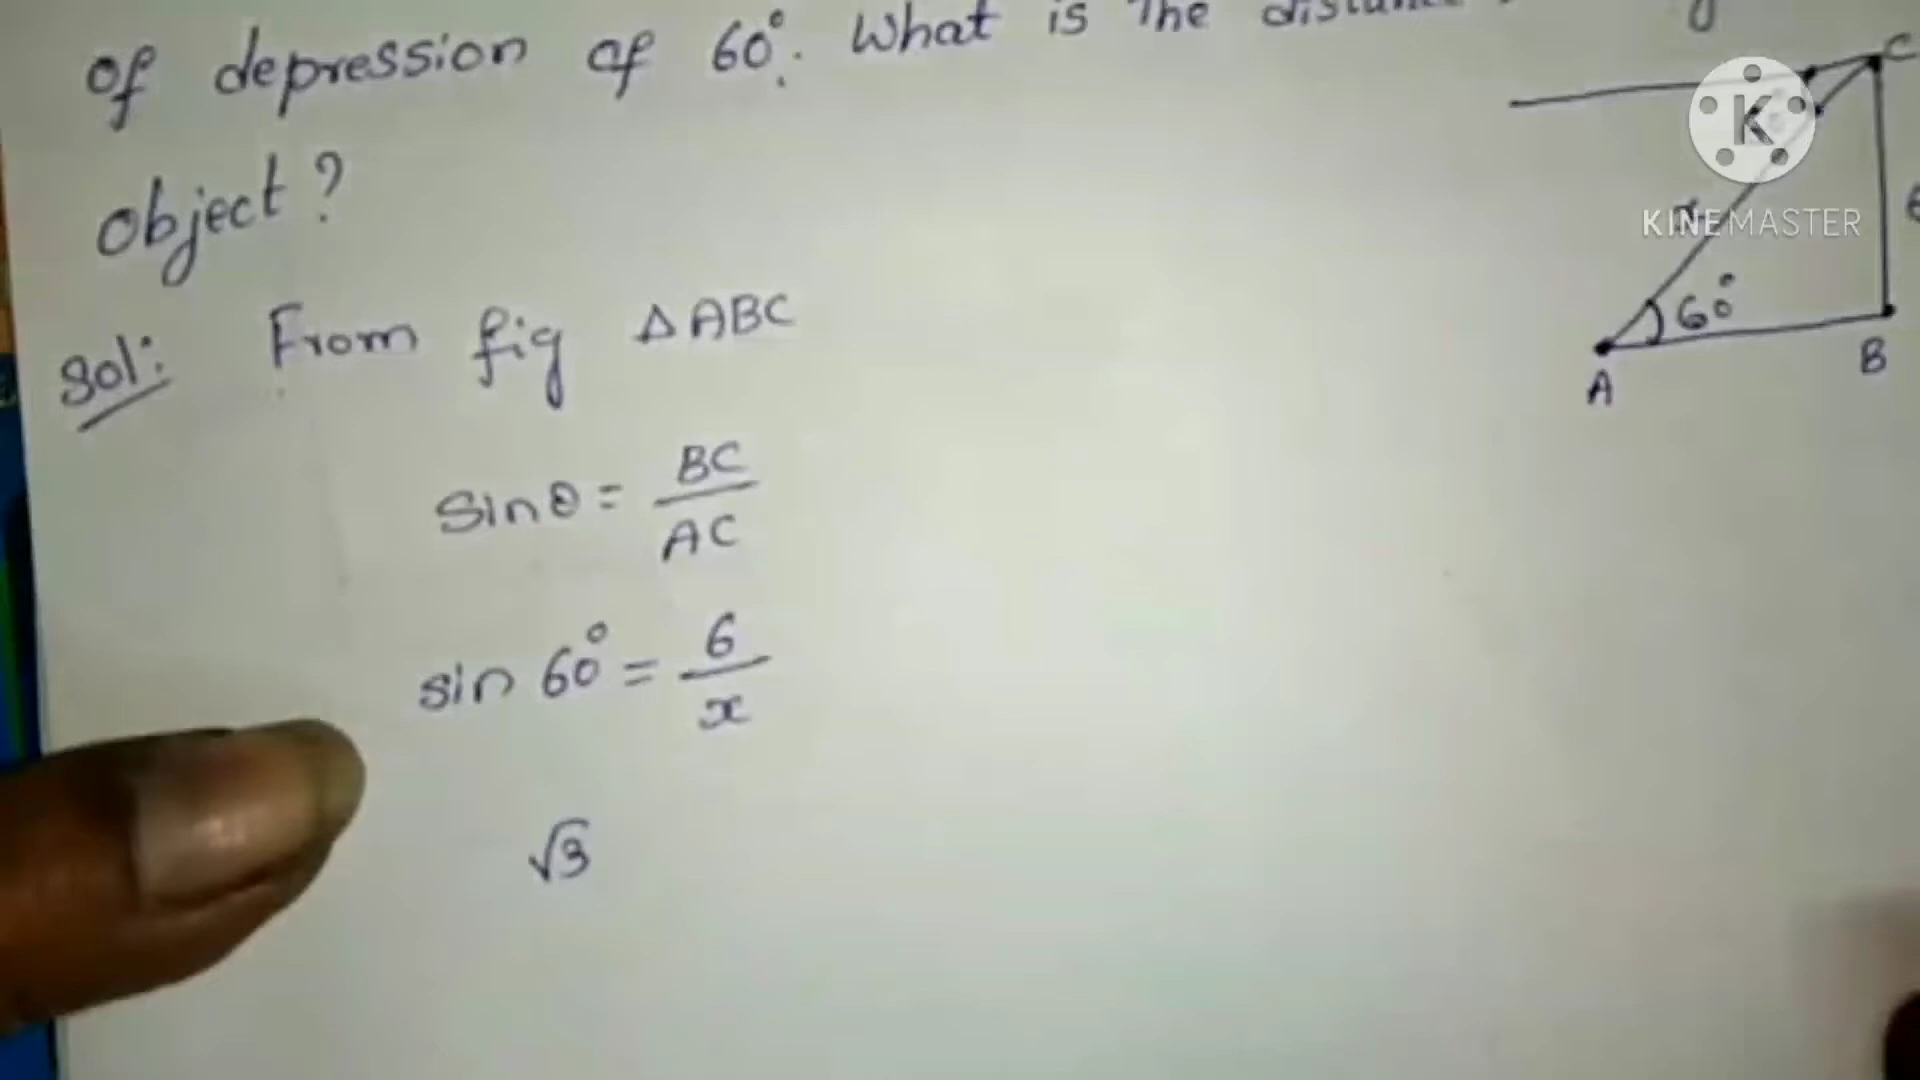 of depression of 60°. What is The
object?
Sol: From fig ΔABC
Sinθ = BC/AC
sin 60° = 6/x
√3
C
x
60°
A
B
K
KINEMASTER